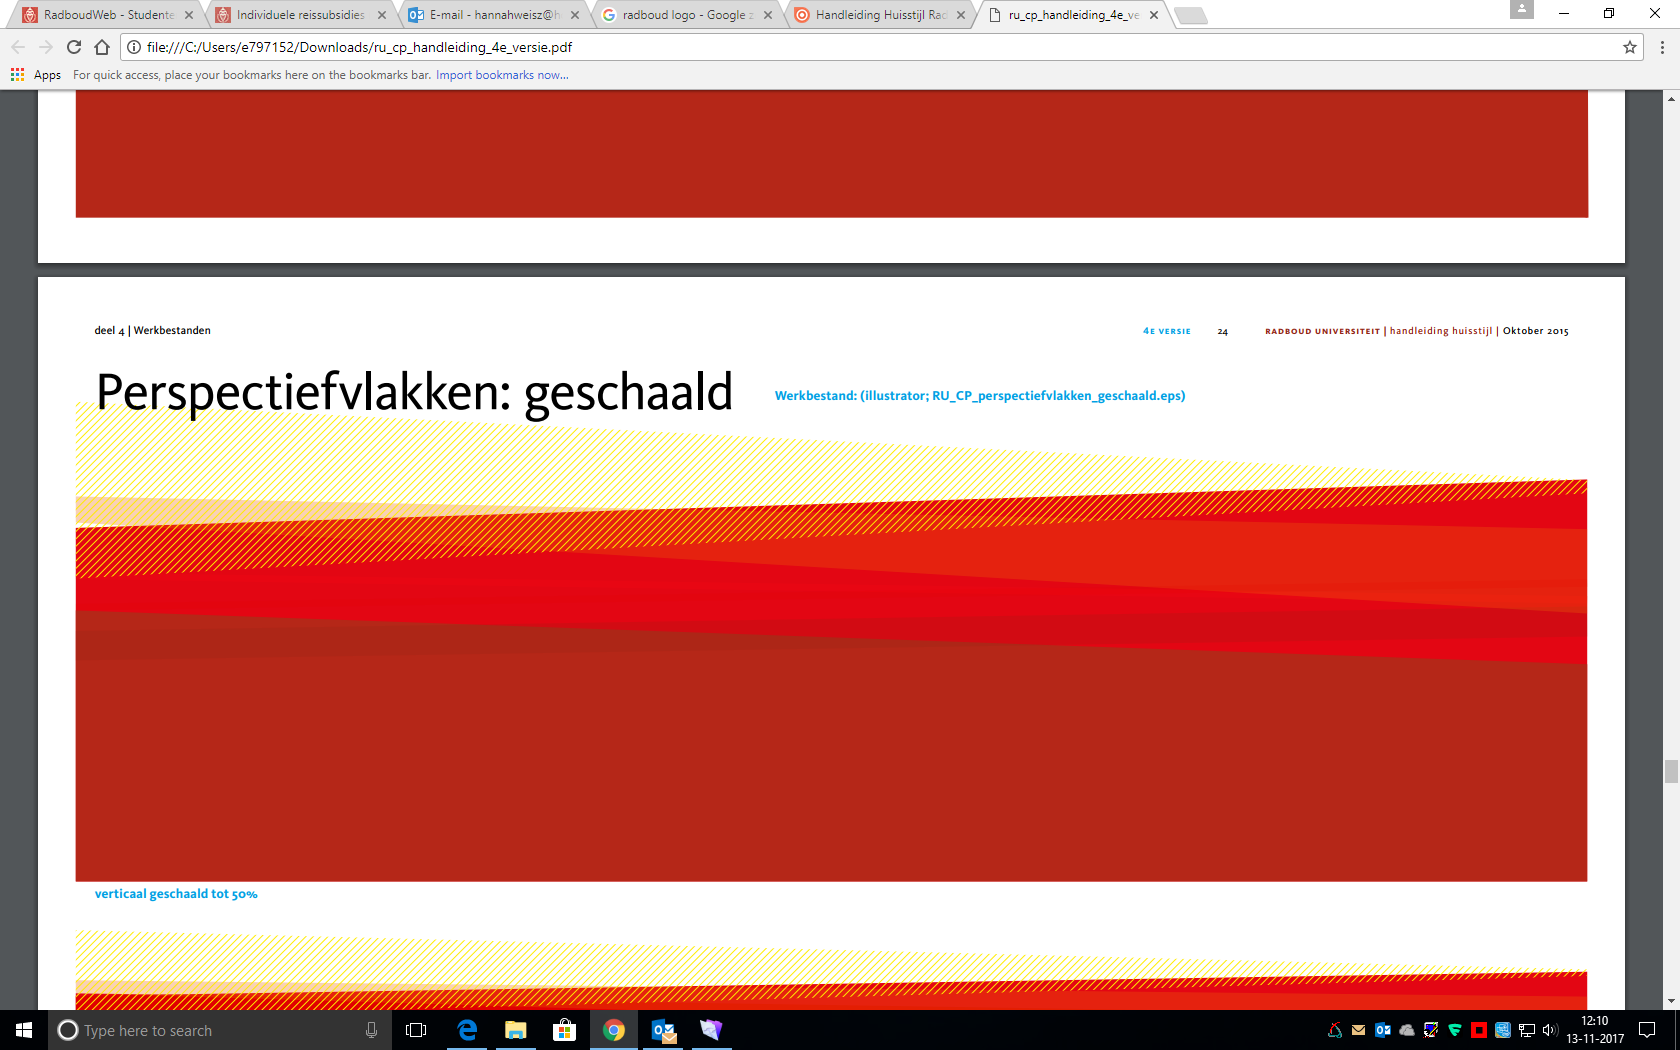 RadboudWeb - Studente
Individuele reissubsidies
E-mail - hannahweisz@h
radboud logo - Google z
Handleiding Huisstijl Rad
ru_cp_handleiding_4e_ve
file:///C:/Users/e797152/Downloads/ru_cp_handleiding_4e_versie.pdf
Apps For quick access, place your bookmarks here on the bookmarks bar. Import bookmarks now...
deel 4 | Werkbestanden
4E VERSIE 24 RADBOUD UNIVERSITEIT | handleiding huisstijl | Oktober 2015
Perspectiefvlakken: geschaald
Werkbestand: (illustrator; RU_CP_perspectiefvlakken_geschaald.eps)
verticaal geschaald tot 50%
Type here to search
12:10
13-11-2017